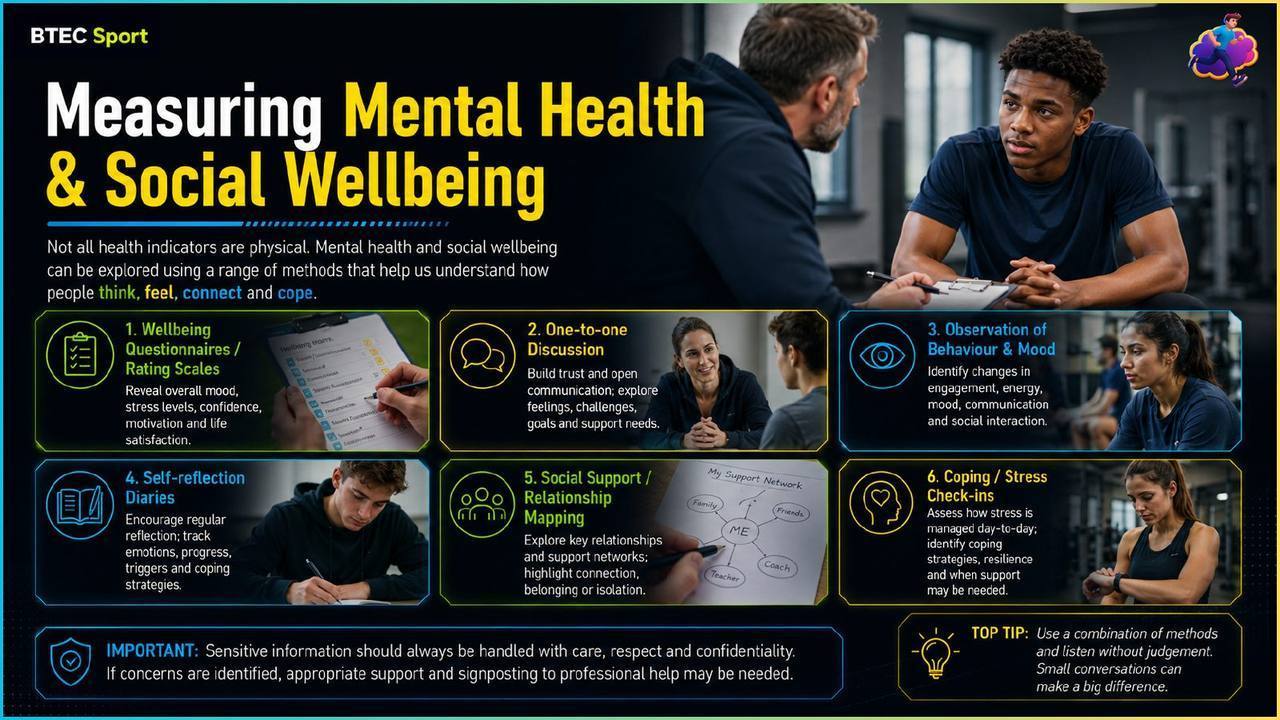 BTEC Sport
Measuring Mental Health
& Social Wellbeing
Not all health indicators are physical. Mental health and social wellbeing
can be explored using a range of methods that help us understand how
people think, feel, connect and cope.
1. Wellbeing
Questionnaires /
Rating Scales
Reveal overall mood,
stress levels, confidence,
motivation and life
satisfaction.
2. One-to-one
Discussion
Build trust and open
communication; explore
feelings, challenges,
goals and support needs.
3. Observation of
Behaviour & Mood
Identify changes in
engagement, energy,
mood, communication
and social interaction.
4. Self-reflection
Diaries
Encourage regular
reflection; track
emotions, progress,
triggers and coping
strategies.
5. Social Support /
Relationship
Mapping
Explore key relationships
and support networks;
highlight connection,
belonging or isolation.
My Support Network
Family
Friends
ME
Teacher
Coach
6. Coping / Stress
Check-ins
Assess how stress is
managed day-to-day;
identify coping
strategies, resilience
and when support
may be needed.
IMPORTANT: Sensitive information should always be handled with care, respect and confidentiality.
If concerns are identified, appropriate support and signposting to professional help may be needed.
TOP TIP: Use a combination of methods
and listen without judgement.
Small conversations can
make a big difference.